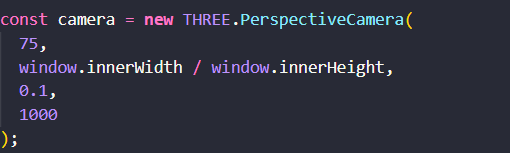 const camera = new THREE.PerspectiveCamera(
  75,
  window.innerWidth / window.innerHeight,
  0.1,
  1000
);